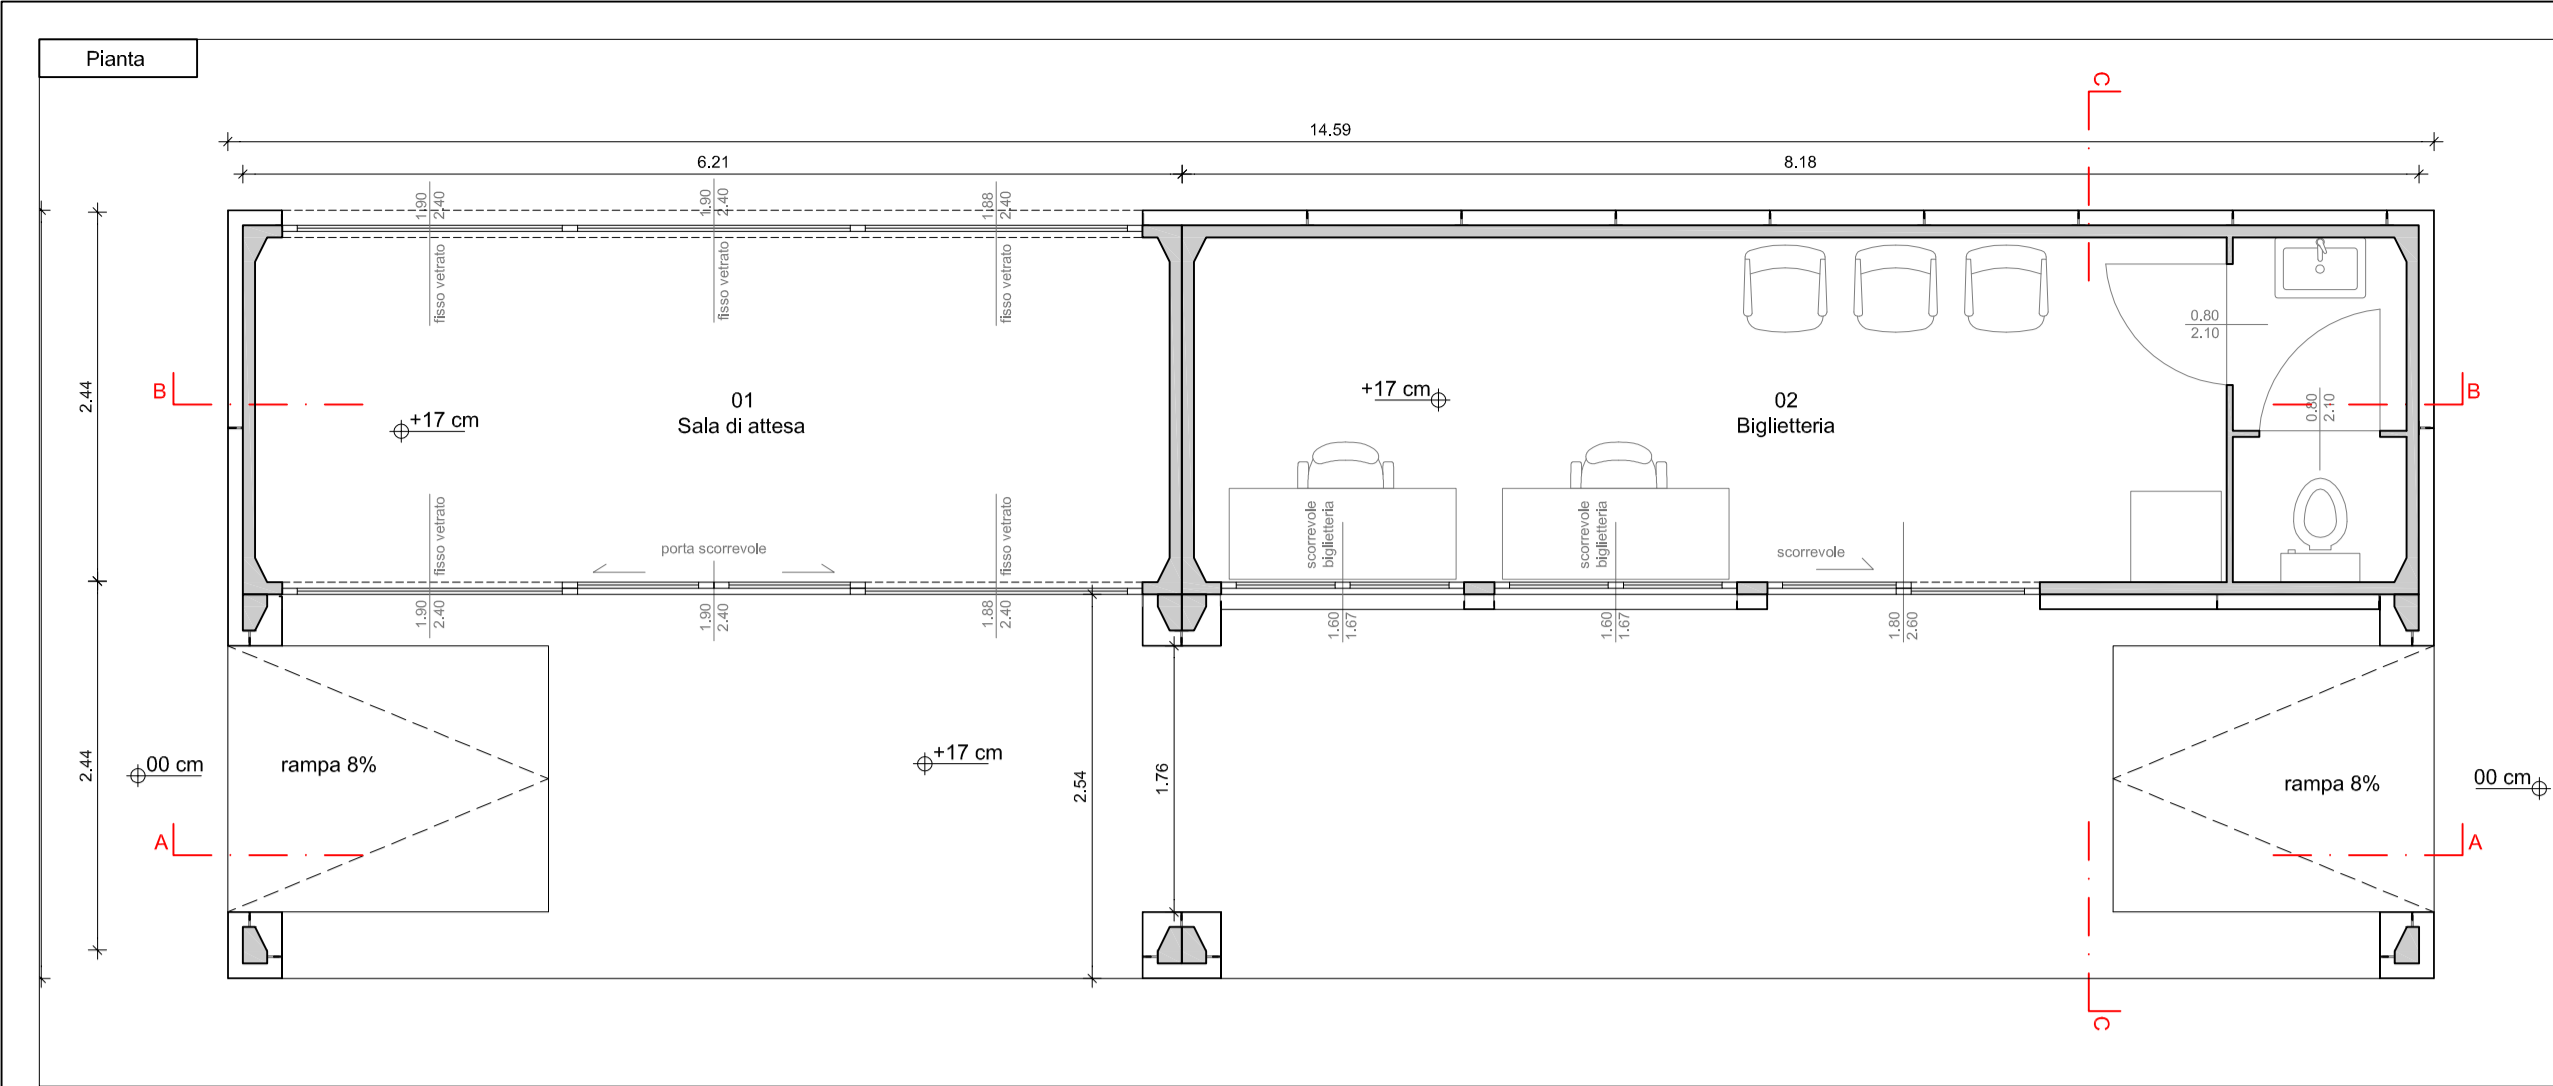 Pianta
C
14.59
6.21
8.18
1.90
2.40
1.90
2.40
1.88
2.40
fisso vetrato
fisso vetrato
fisso vetrato
0.80
2.10
B
2.44
+17 cm
01
Sala di attesa
+17 cm
02
Biglietteria
0.80
2.10
B
fisso vetrato
porta scorrevole
fisso vetrato
scorrevole
biglietteria
scorrevole
biglietteria
scorrevole
1.90
2.40
1.90
2.40
1.88
2.40
1.60
1.67
1.60
1.67
1.80
2.60
2.44
00 cm
rampa 8%
+17 cm
2.54
1.76
rampa 8%
00 cm
A
A
C